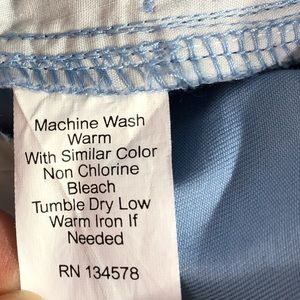 Machine Wash
Warm
With Similar Color
Non Chlorine
Bleach
Tumble Dry Low
Warm Iron If
Needed
RN 134578